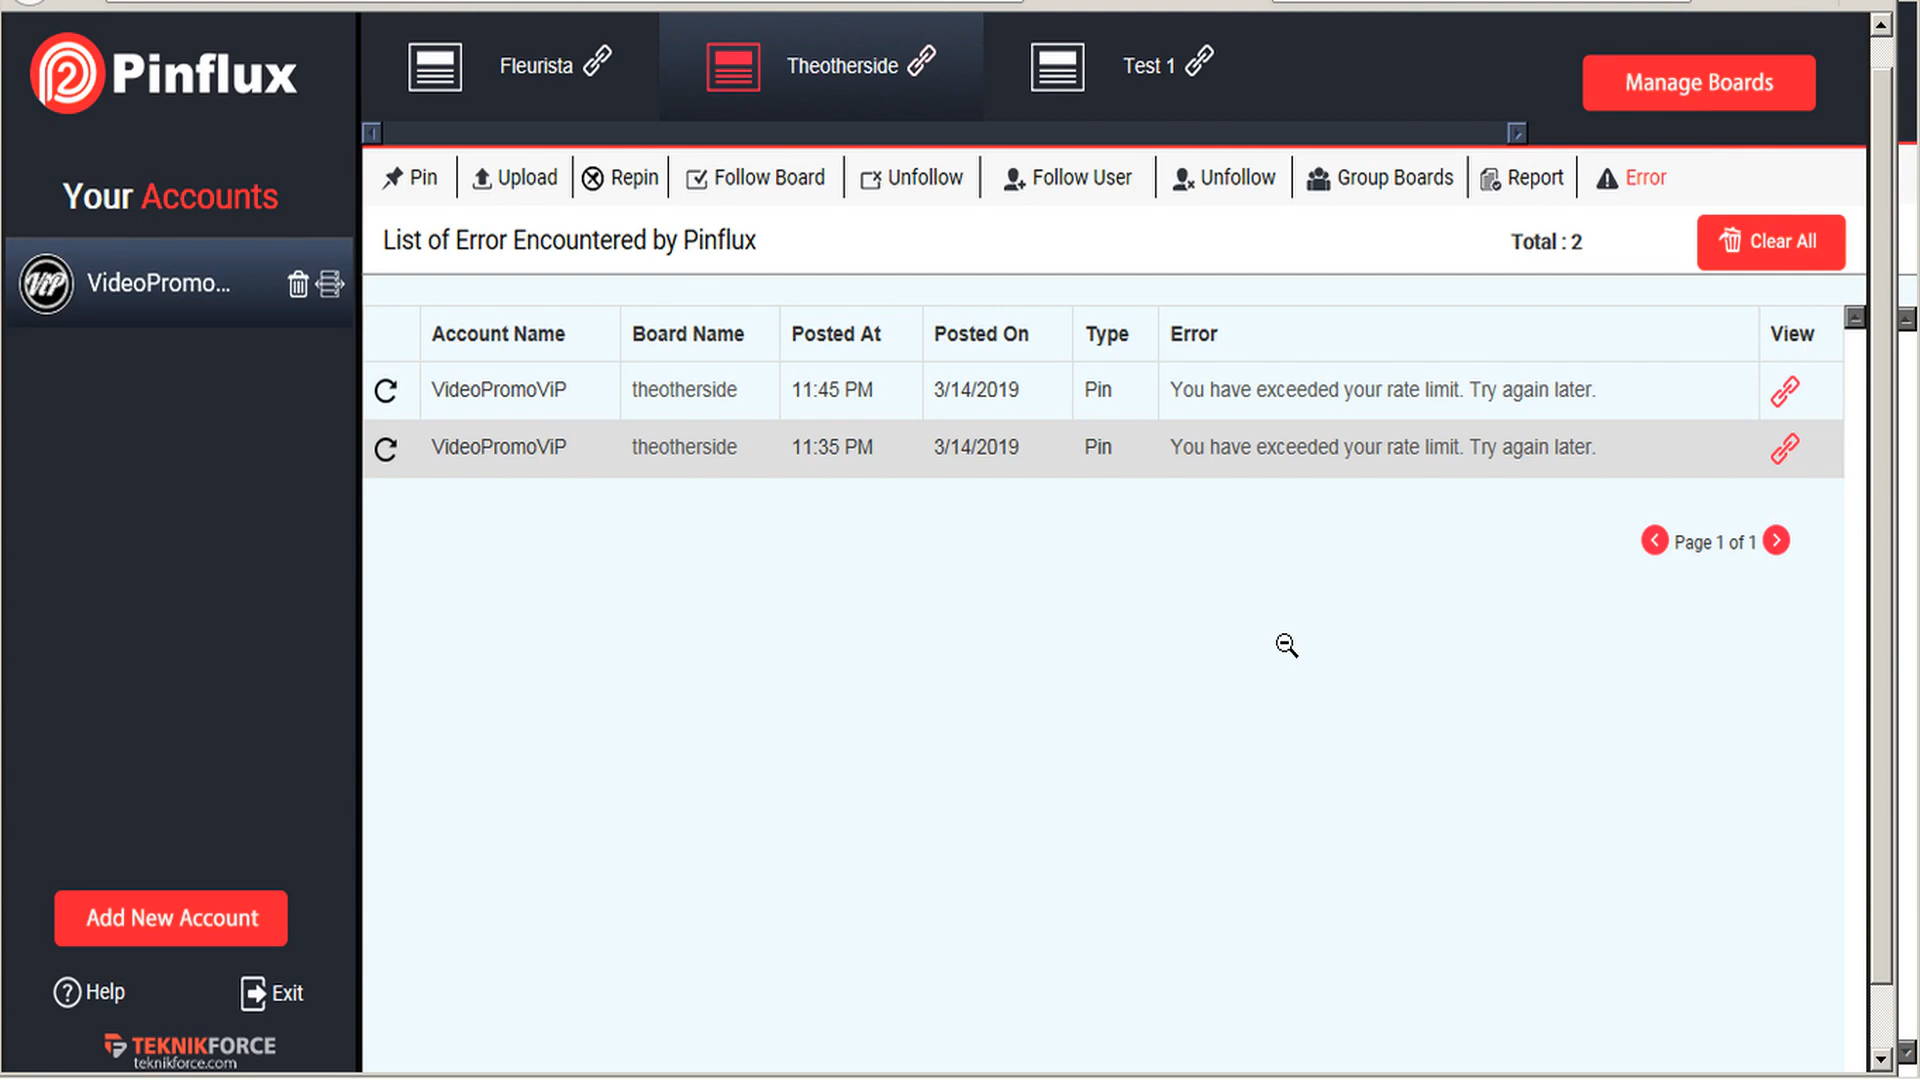 Pinflux
Fleurista
Theotherside
Test 1
Manage Boards
Your Accounts
Pin
Upload
Repin
Follow Board
Unfollow
Follow User
Unfollow
Group Boards
Report
Error
List of Error Encountered by Pinflux
Total : 2
Clear All
ViP
VideoPromo...
Account Name Board Name Posted At Posted On Type Error View
VideoPromoViP theotherside 11:45 PM 3/14/2019 Pin You have exceeded your rate limit. Try again later.
VideoPromoViP theotherside 11:35 PM 3/14/2019 Pin You have exceeded your rate limit. Try again later.
Page 1 of 1
Add New Account
Help
Exit
TEKNIKFORCE
teknikforce.com